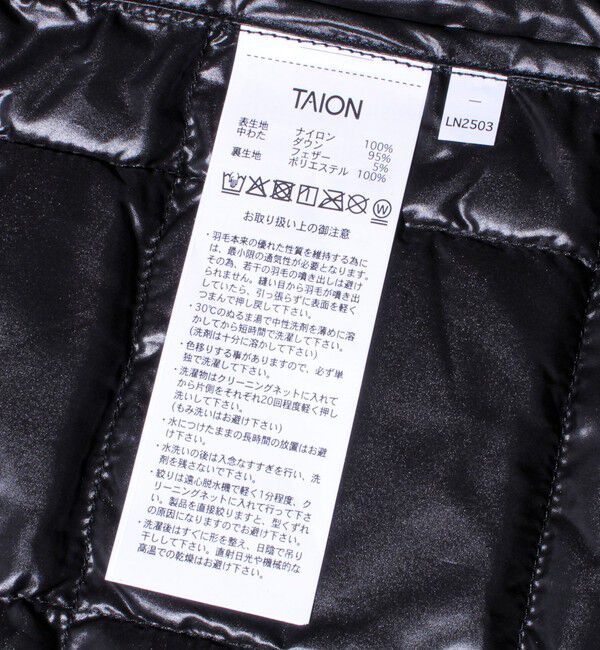 TAION
表生地 ナイロン 100%
中わた ダウン 95%
フェザー 5%
裏生地 ポリエステル 100%
お取り扱い上の御注意
・羽毛本来の優れた性質を維持する為に
は、最小限の通気性が必要となります。
その為、若干の羽毛の噴き出しは避け
られません。縫い目から羽毛が噴き出
していたら、引っ張らずに表面を軽く
つまんで押し戻して下さい。
・30℃のぬるま湯で中性洗剤を薄めに溶
かしてから短時間で洗濯して下さい。
(洗剤は十分に溶かして下さい)
・色移りする事がありますので、必ず単
独で洗濯して下さい。
・洗濯物はクリーニングネットに入れて
から片側をそれぞれ20回程度軽く押し
洗いして下さい。
(もみ洗いはお避け下さい)
・水につけたままの長時間の放置はお避
け下さい。
・水洗いの後は入念なすすぎを行い、洗
剤を残さないで下さい。
・絞りは遠心脱水機で軽く1分程度、ク
リーニングネットに入れて行って下さ
い。製品を直接絞りますと、型くずれ
の原因になりますのでお避け下さい。
・洗濯後はすぐに形を整え、日陰で吊り
干しして下さい。直射日光や機械的な
高温での乾燥はお避け下さい。
LN2503